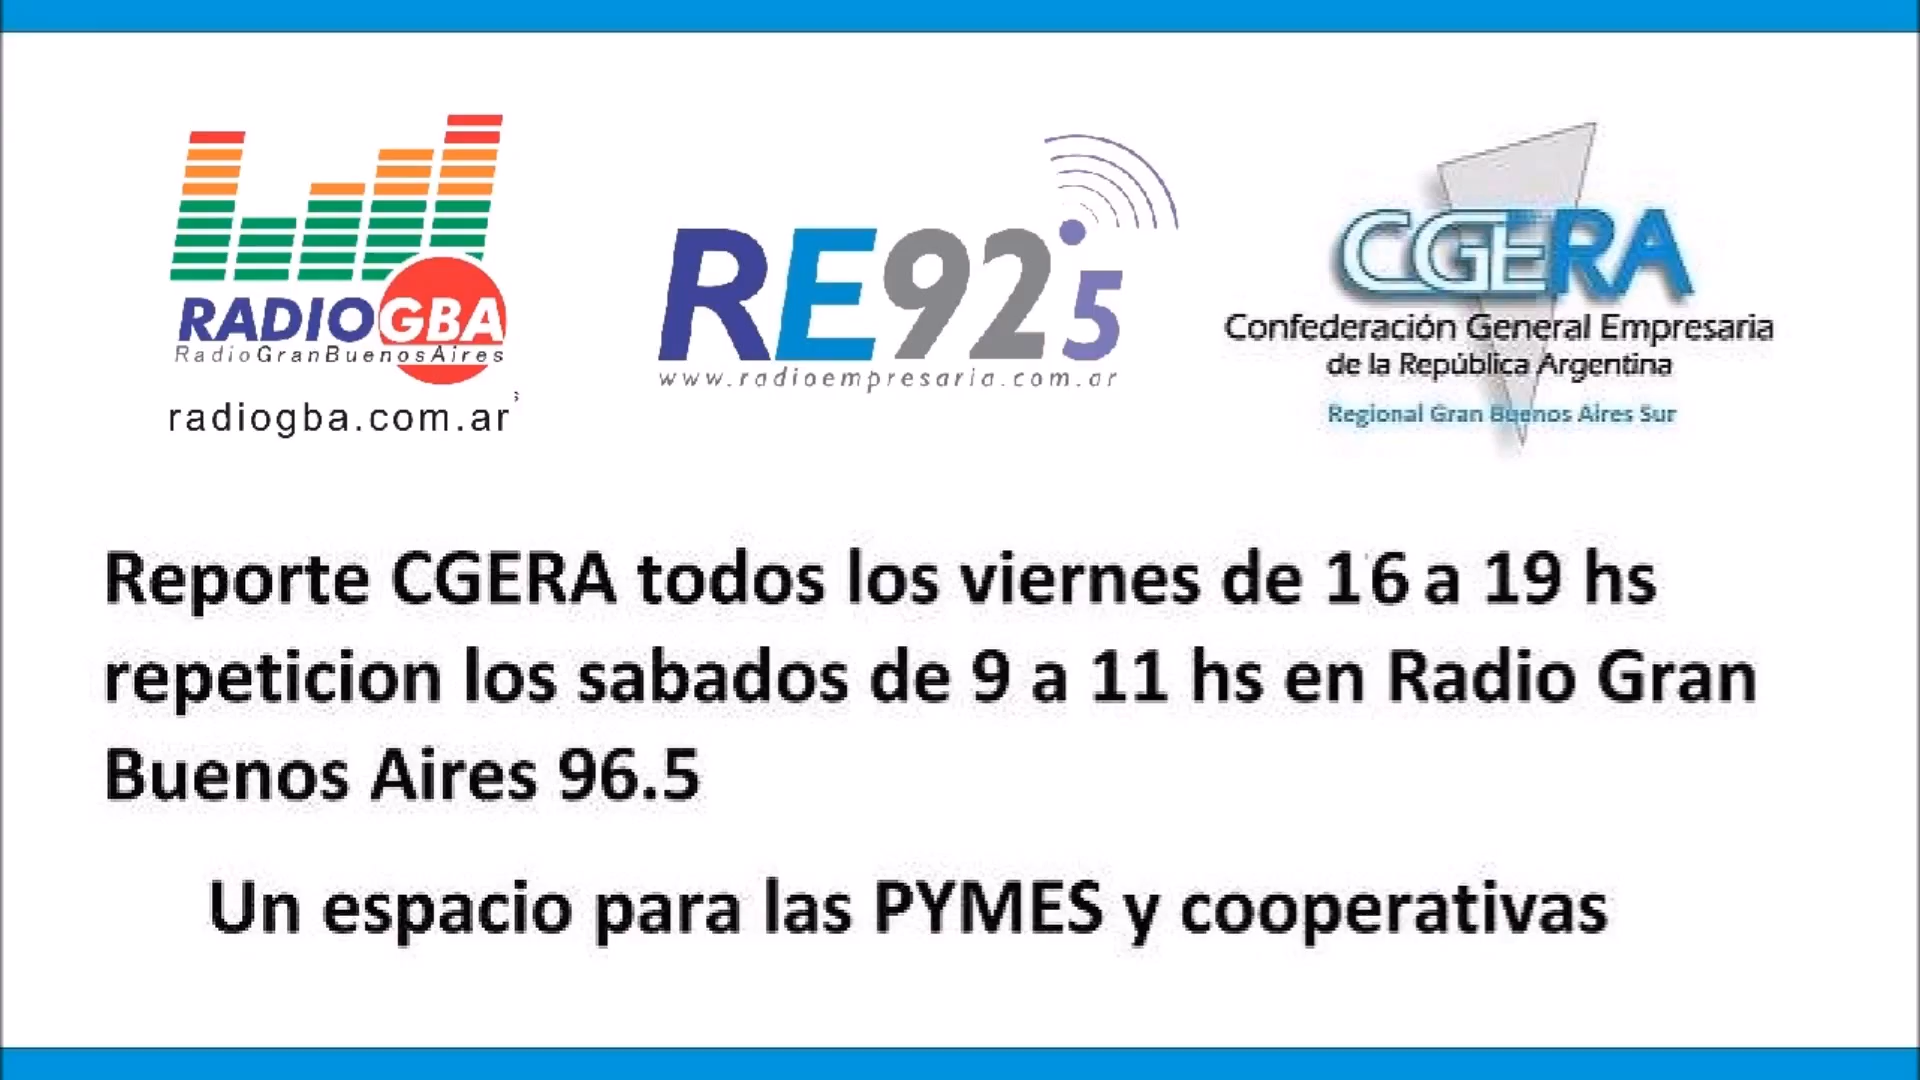 RADIOGBA
RadioGranBuenosAires
radiogba.com.ar
RE92.5
www.radioempresaria.com.ar
CGERA
Confederación General Empresaria
de la República Argentina
Regional Gran Buenos Aires Sur
Reporte CGERA todos los viernes de 16 a 19 hs
repeticion los sabados de 9 a 11 hs en Radio Gran
Buenos Aires 96.5
Un espacio para las PYMES y cooperativas